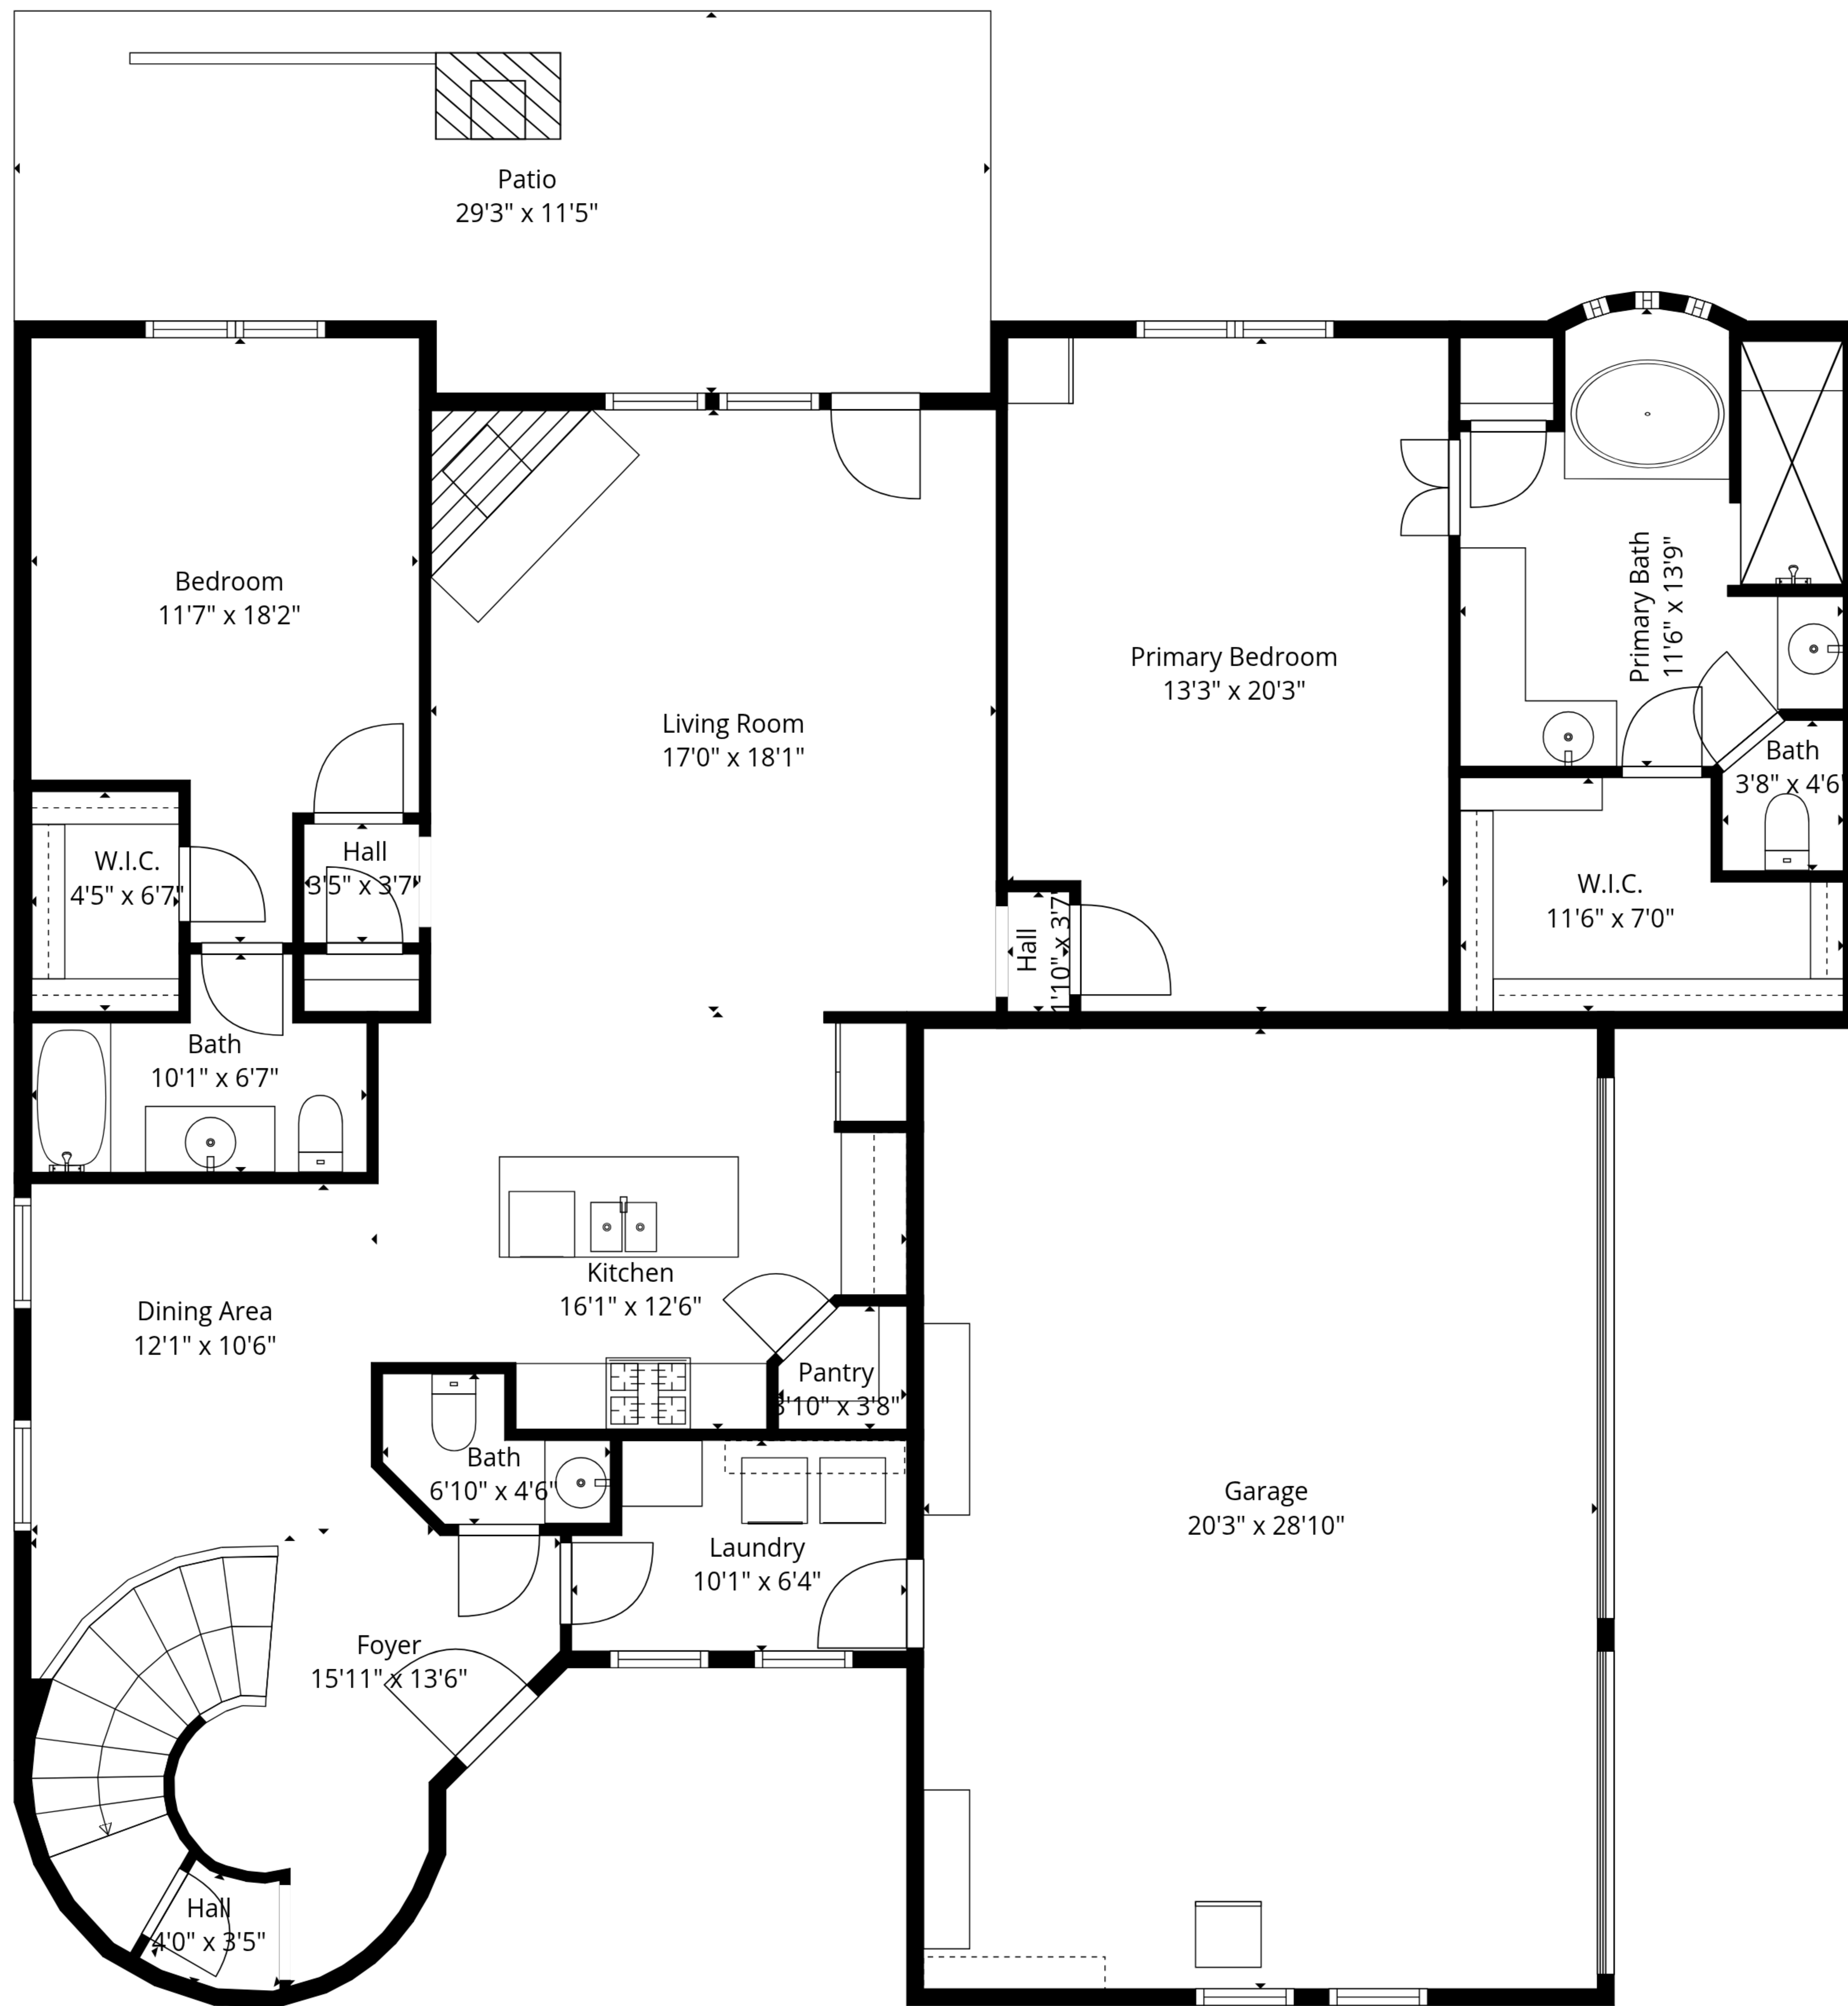 Patio
29'3" x 11'5"
Bedroom
11'7" x 18'2"
Living Room
17'0" x 18'1"
Primary Bedroom
13'3" x 20'3"
Primary Bath
11'6" x 13'9"
Bath
3'8" x 4'6"
W.I.C.
4'5" x 6'7"
Hall
3'5" x 3'7"
Hall
1'10" x 3'7"
W.I.C.
11'6" x 7'0"
Bath
10'1" x 6'7"
Kitchen
16'1" x 12'6"
Dining Area
12'1" x 10'6"
Pantry
3'10" x 3'8"
Bath
6'10" x 4'6"
Laundry
10'1" x 6'4"
Garage
20'3" x 28'10"
Foyer
15'11" x 13'6"
Hall
4'0" x 3'5"